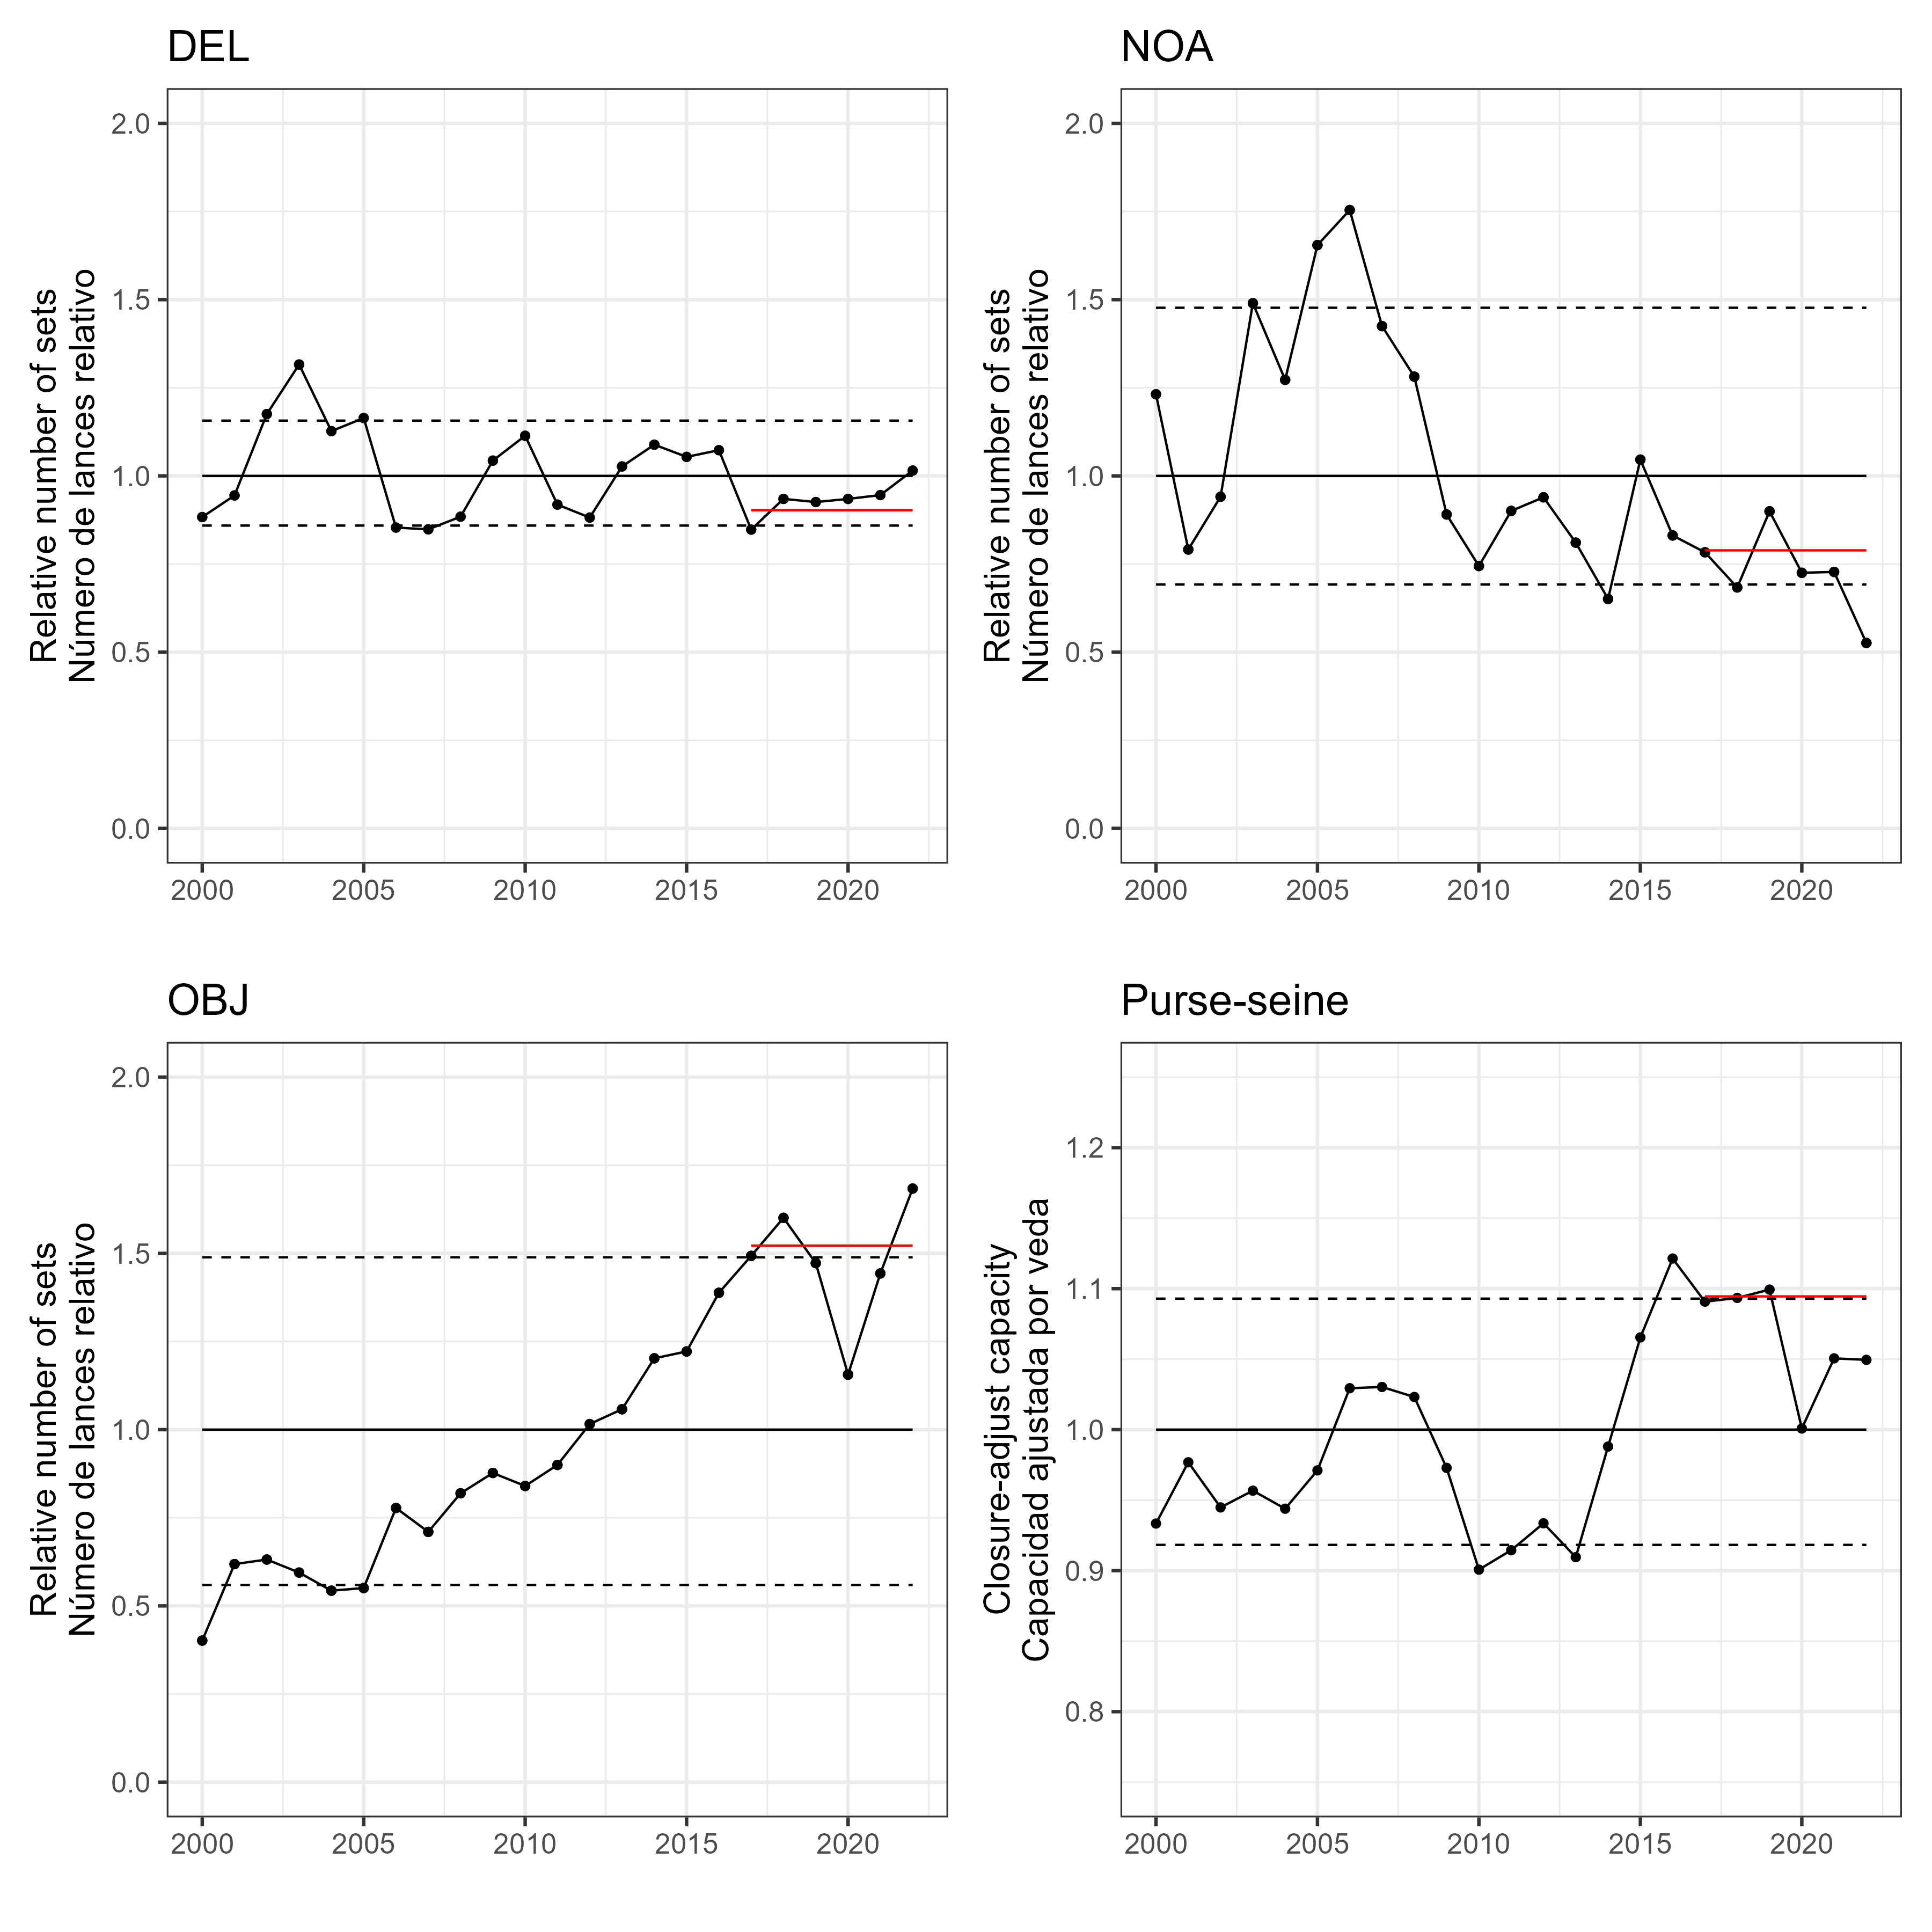 DEL
Relative number of sets
Número de lances relativo
2.0
1.5
1.0
0.5
0.0
2000 2005 2010 2015 2020
NOA
Relative number of sets
Número de lances relativo
2.0
1.5
1.0
0.5
0.0
2000 2005 2010 2015 2020
OBJ
Relative number of sets
Número de lances relativo
2.0
1.5
1.0
0.5
0.0
2000 2005 2010 2015 2020
Purse-seine
Closure-adjust capacity
Capacidad ajustada por veda
1.2
1.1
1.0
0.9
0.8
2000 2005 2010 2015 2020